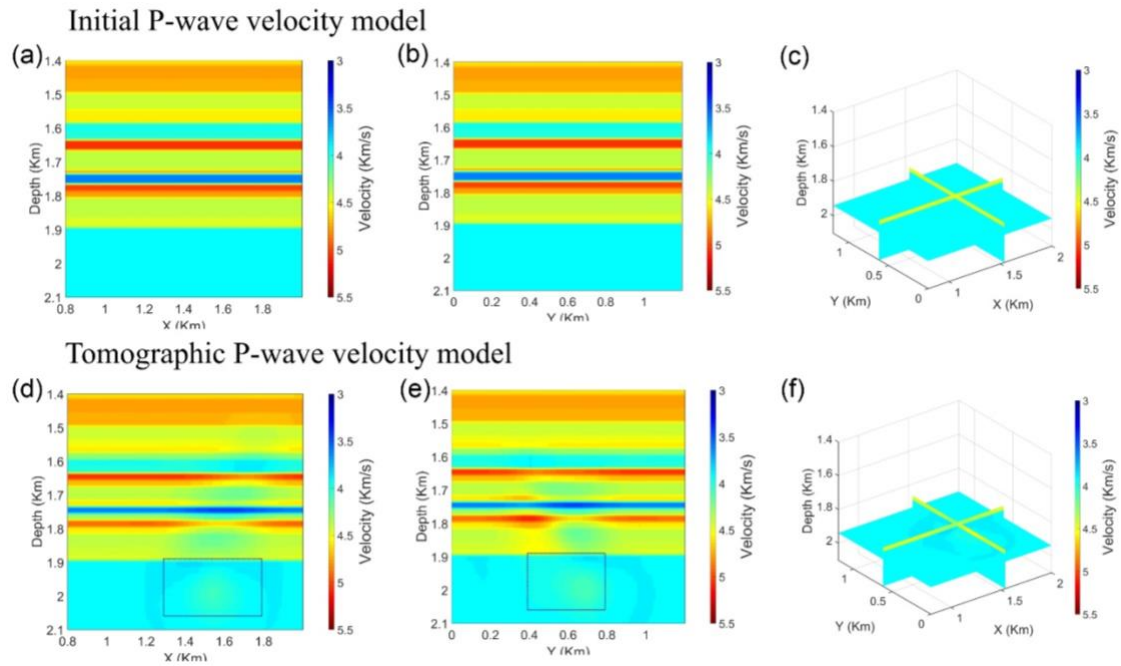 Initial P-wave velocity model
(a) (b) (c)
1.4 1.5 1.6 1.7 1.8 1.9 2 2.1
Depth (Km)
0.8 1 1.2 1.4 1.6 1.8
X (Km)
3 3.5 4 4.5 5 5.5
Velocity (Km/s)
1.4 1.5 1.6 1.7 1.8 1.9 2 2.1
Depth (Km)
0 0.2 0.4 0.6 0.8 1
Y (Km)
3 3.5 4 4.5 5 5.5
Velocity (Km/s)
1.4 1.6 1.8 2
Depth (Km)
1 0.5 0
Y (Km)
1 1.5 2
X (Km)
3 3.5 4 4.5 5 5.5
Velocity (Km/s)
Tomographic P-wave velocity model
(d) (e) (f)
1.4 1.5 1.6 1.7 1.8 1.9 2 2.1
Depth (Km)
0.8 1 1.2 1.4 1.6 1.8
X (Km)
3 3.5 4 4.5 5 5.5
Velocity (Km/s)
1.4 1.5 1.6 1.7 1.8 1.9 2 2.1
Depth (Km)
0 0.2 0.4 0.6 0.8 1
Y (Km)
3 3.5 4 4.5 5 5.5
Velocity (Km/s)
1.4 1.6 1.8 2
Depth (Km)
1 0.5 0
Y (Km)
1 1.5 2
X (Km)
3 3.5 4 4.5 5 5.5
Velocity (Km/s)